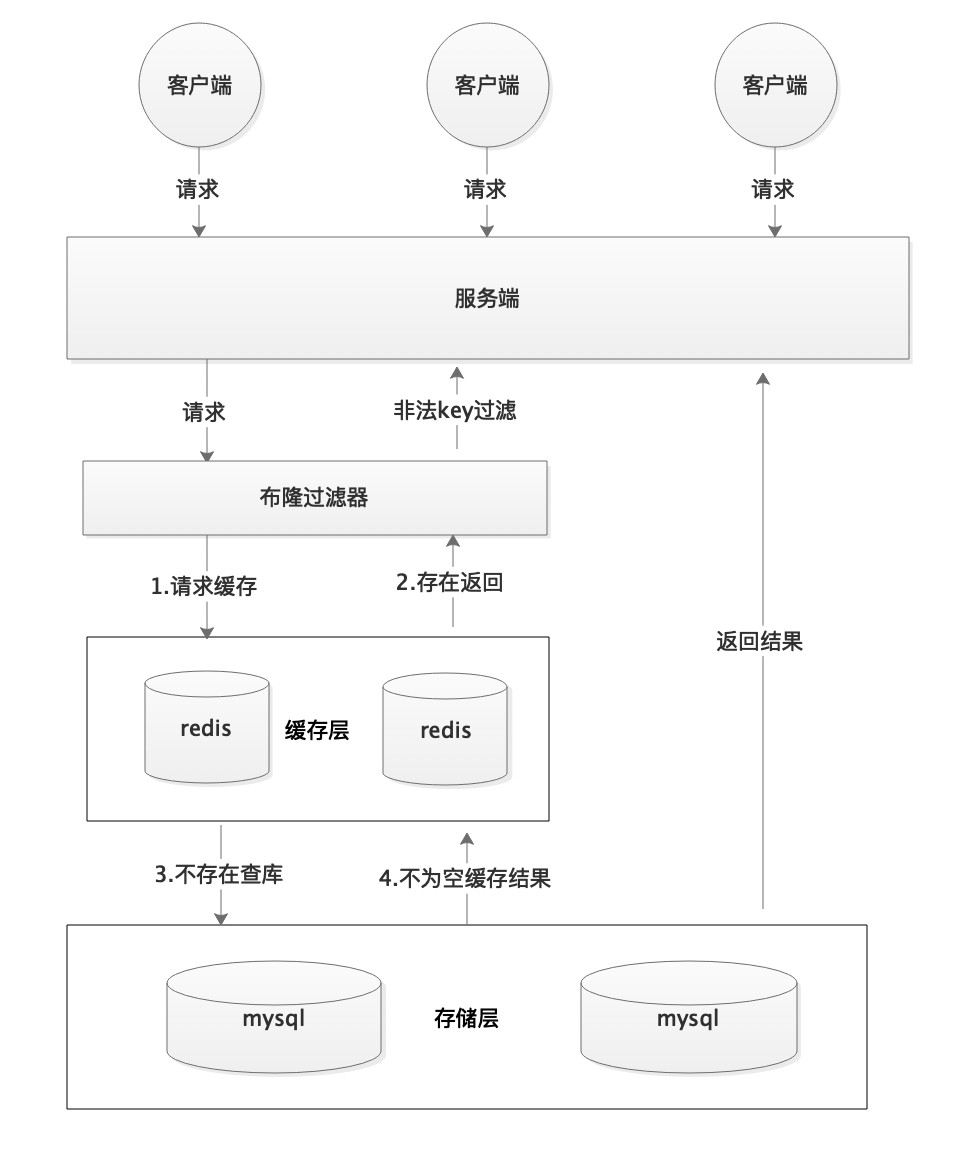 客户端
客户端
客户端
请求
请求
请求
服务端
请求
非法key过滤
布隆过滤器
1.请求缓存
2.存在返回
返回结果
redis
缓存层
redis
3.不存在查库
4.不为空缓存结果
mysql
存储层
mysql